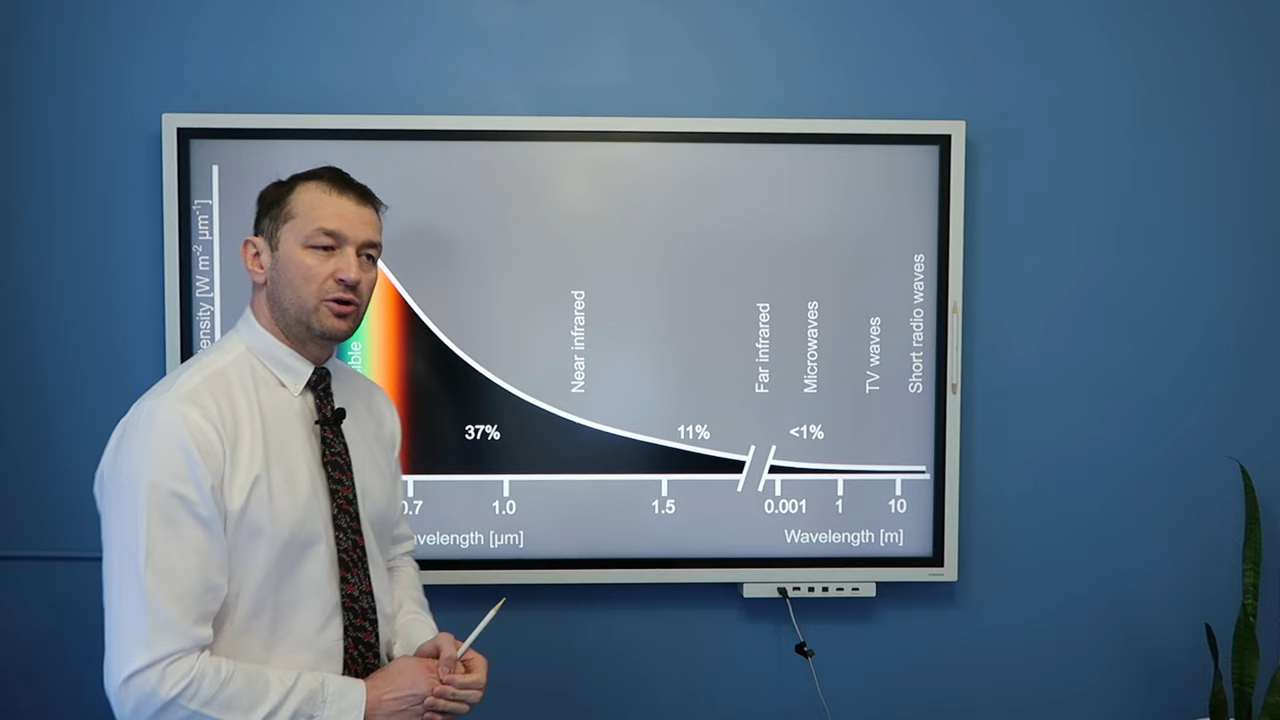 [W m-2 µm-1]
Near infrared
Far infrared
Microwaves
TV waves
Short radio waves
37%
11%
<1%
1.0
1.5
0.001
1
10
[µm]
Wavelength [m]